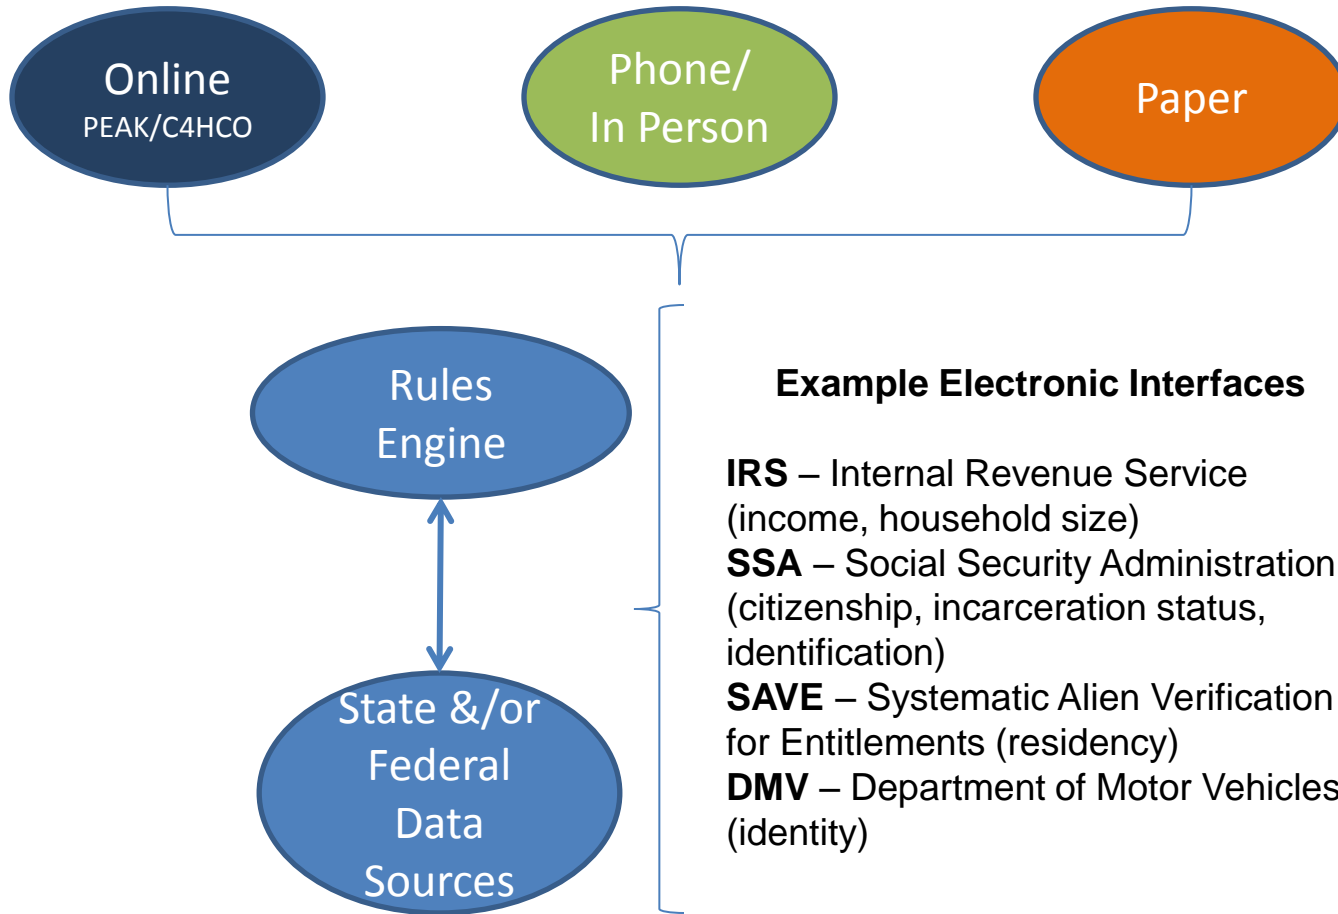 Online
PEAK/C4HCO
Phone/
In Person
Paper
Rules
Engine
State &/or
Federal
Data
Sources
Example Electronic Interfaces
IRS – Internal Revenue Service
(income, household size)
SSA – Social Security Administration
(citizenship, incarceration status,
identification)
SAVE – Systematic Alien Verification
for Entitlements (residency)
DMV – Department of Motor Vehicles
(identity)